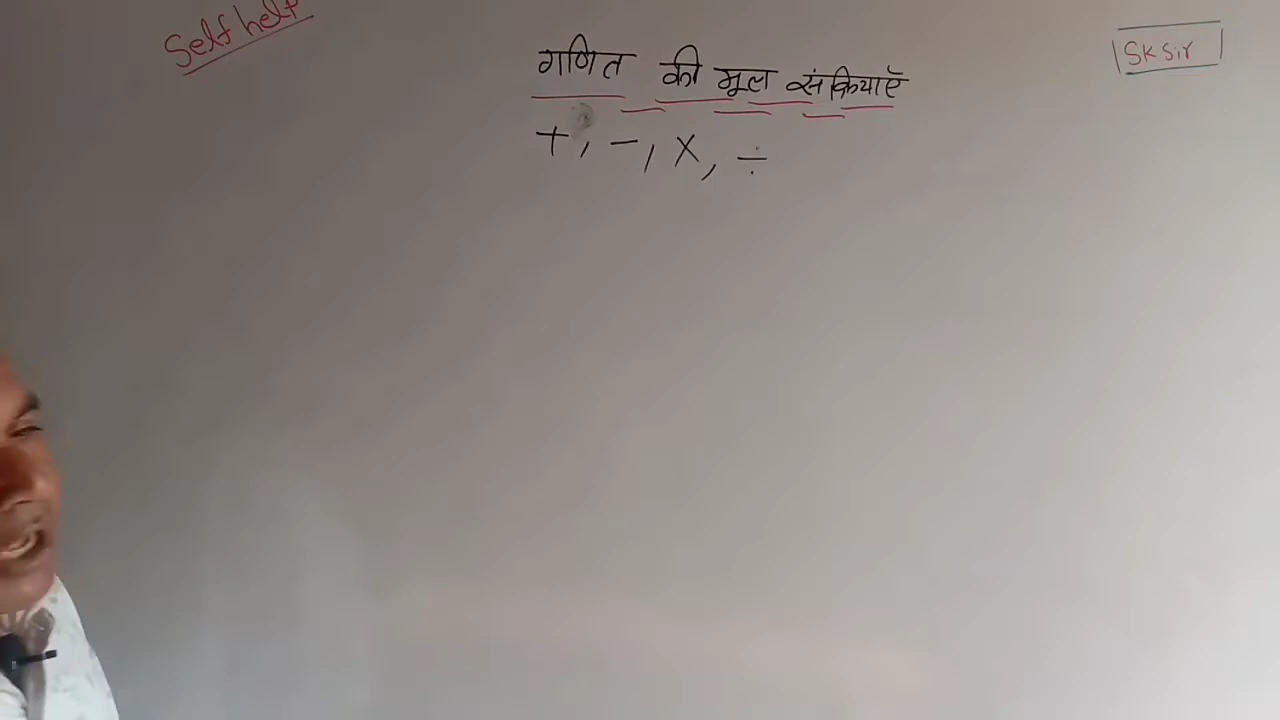 Self help
गणित की मूल संक्रियाएँ
SK Sir
+, -, ×, ÷